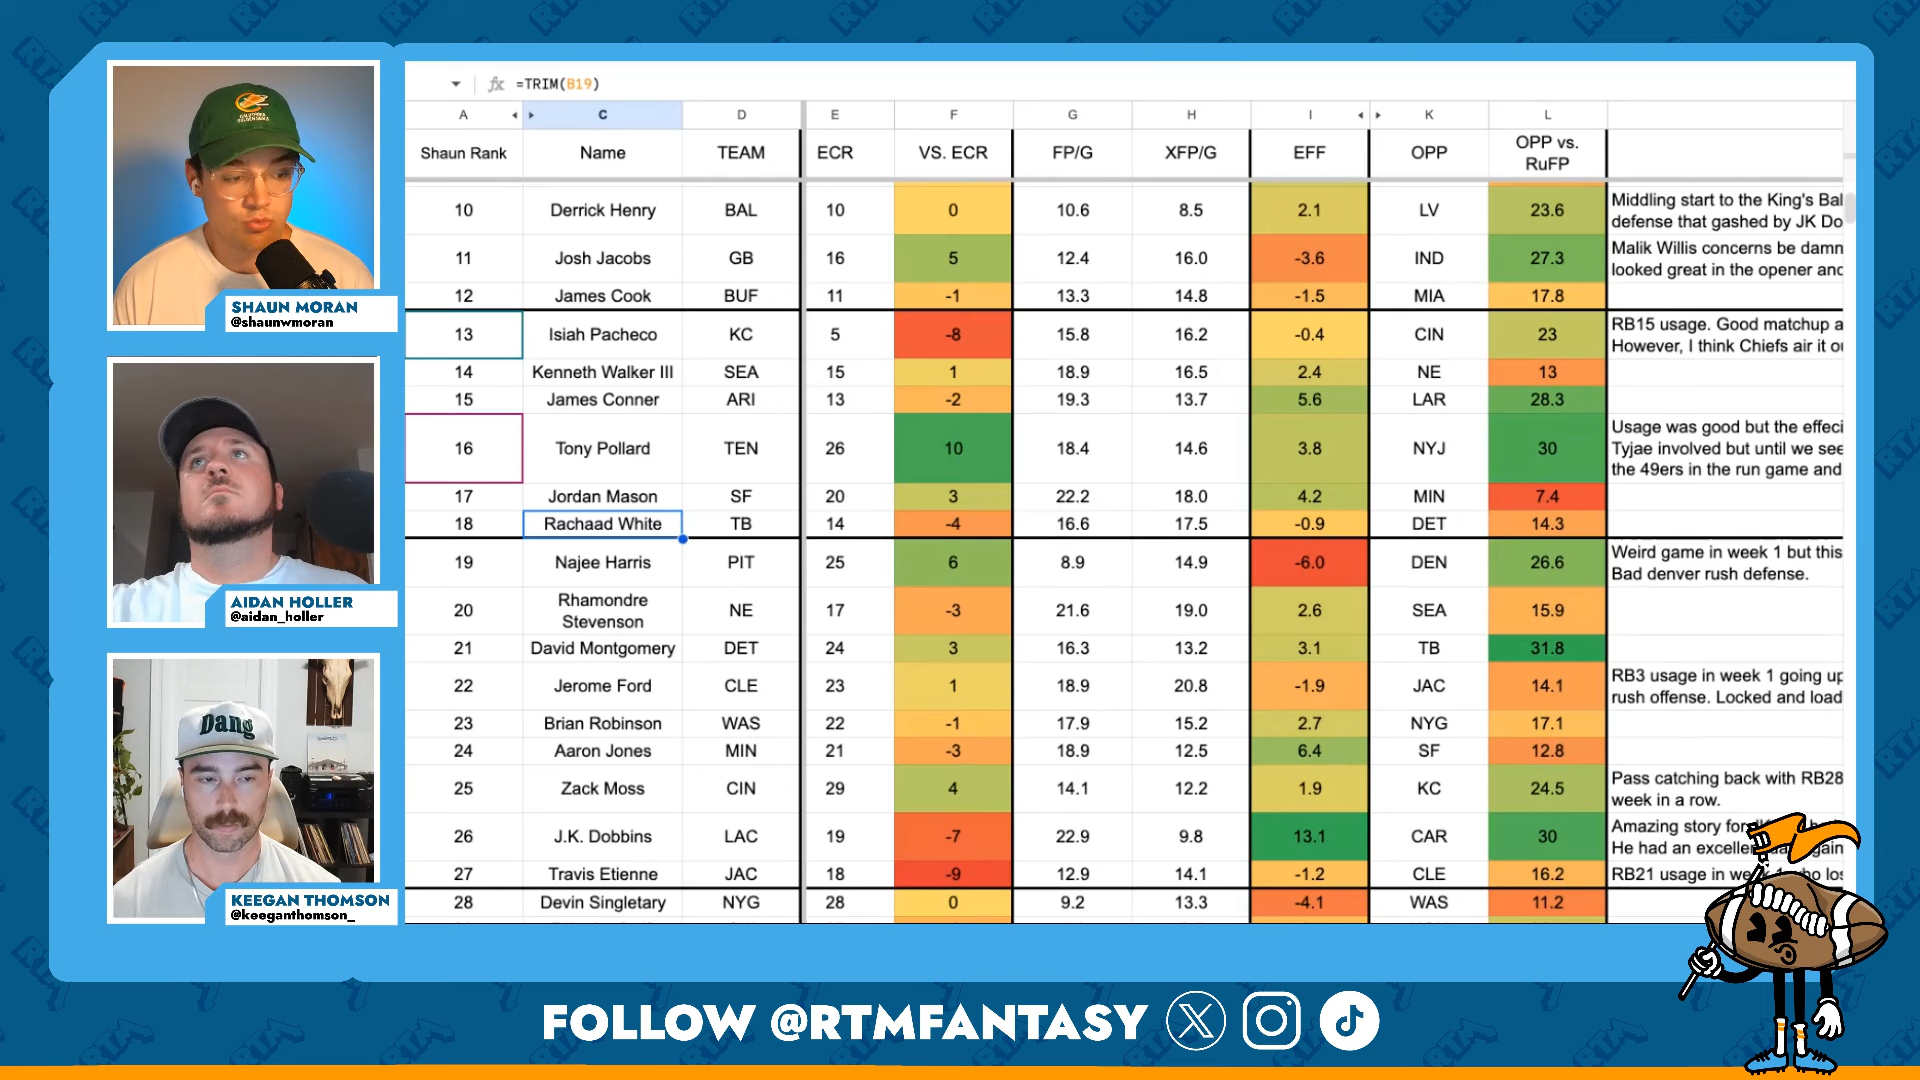 fx =TRIM(B19)
A C D E F G H I K L
Shaun Rank Name TEAM ECR VS. ECR FP/G XFP/G EFF OPP OPP vs. RuFP
10 Derrick Henry BAL 10 0 10.6 8.5 2.1 LV 23.6 Middling start to the King's Bal
defense that gashed by JK Do
11 Josh Jacobs GB 16 5 12.4 16.0 -3.6 IND 27.3 Malik Willis concerns be damn
looked great in the opener and
12 James Cook BUF 11 -1 13.3 14.8 -1.5 MIA 17.8
13 Isiah Pacheco KC 5 -8 15.8 16.2 -0.4 CIN 23 RB15 usage. Good matchup a
However, I think Chiefs air it ou
14 Kenneth Walker III SEA 15 1 18.9 16.5 2.4 NE 13
15 James Conner ARI 13 -2 19.3 13.7 5.6 LAR 28.3
16 Tony Pollard TEN 26 10 18.4 14.6 3.8 NYJ 30 Usage was good but the effeci
Tyjae involved but until we see
the 49ers in the run game and
17 Jordan Mason SF 20 3 22.2 18.0 4.2 MIN 7.4
18 Rachaad White TB 14 -4 16.6 17.5 -0.9 DET 14.3
19 Najee Harris PIT 25 6 8.9 14.9 -6.0 DEN 26.6 Weird game in week 1 but this
Bad denver rush defense.
20 Rhamondre Stevenson NE 17 -3 21.6 19.0 2.6 SEA 15.9
21 David Montgomery DET 24 3 16.3 13.2 3.1 TB 31.8
22 Jerome Ford CLE 23 1 18.9 20.8 -1.9 JAC 14.1 RB3 usage in week 1 going up
rush offense. Locked and load
23 Brian Robinson WAS 22 -1 17.9 15.2 2.7 NYG 17.1
24 Aaron Jones MIN 21 -3 18.9 12.5 6.4 SF 12.8
25 Zack Moss CIN 29 4 14.1 12.2 1.9 KC 24.5 Pass catching back with RB28
week in a row.
26 J.K. Dobbins LAC 19 -7 22.9 9.8 13.1 CAR 30 Amazing story for
He had an excelle
27 Travis Etienne JAC 18 -9 12.9 14.1 -1.2 CLE 16.2 RB21 usage in week 1
28 Devin Singletary NYG 28 0 9.2 13.3 -4.1 WAS 11.2
SHAUN MORAN
@shaunwmoran
AIDAN HOLLER
@aidan_holler
Dang
KEEGAN THOMSON
@keeganthomson_
FOLLOW @RTMFANTASY
RTM